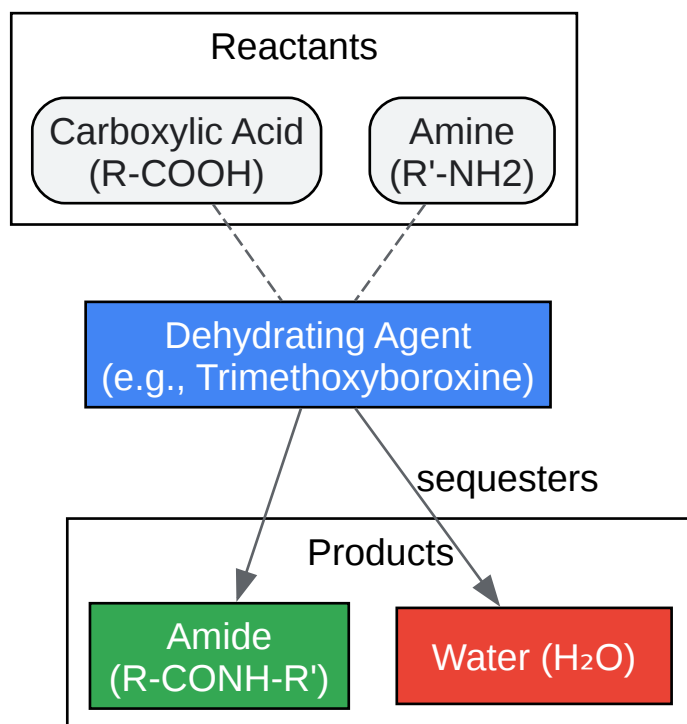 Reactants
Carboxylic Acid
(R-COOH)
Amine
(R'-NH2)
Dehydrating Agent
(e.g., Trimethoxyboroxine)
sequesters
Products
Amide
(R-CONH-R')
Water (H₂O)